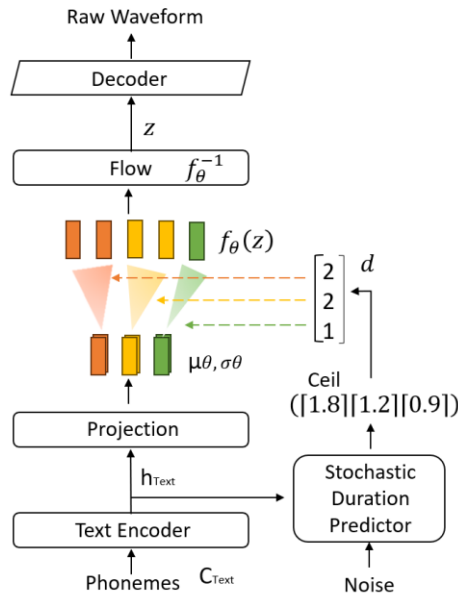 Raw Waveform
Decoder
z
Flow f_θ^{-1}
f_θ(z)
d
2
2
1
μθ, σθ
Ceil
(⌈1.8⌉⌈1.2⌉⌈0.9⌉)
Projection
h_Text
Stochastic
Duration
Predictor
Text Encoder
Phonemes C_Text
Noise